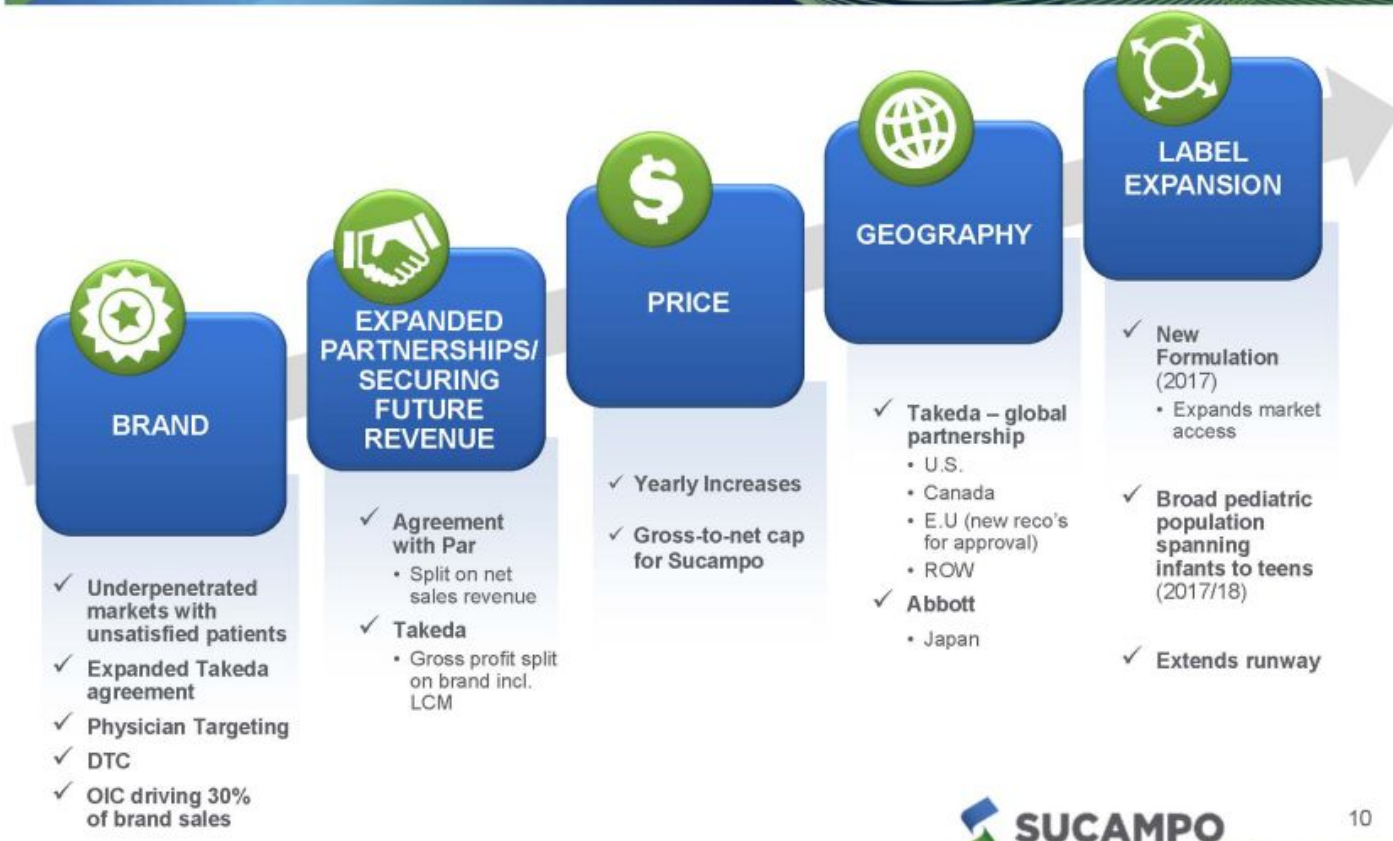 BRAND
✓ Underpenetrated
markets with
unsatisfied patients
✓ Expanded Takeda
agreement
✓ Physician Targeting
✓ DTC
✓ OIC driving 30%
of brand sales
EXPANDED
PARTNERSHIPS/
SECURING
FUTURE
REVENUE
✓ Agreement
with Par
• Split on net
sales revenue
✓ Takeda
• Gross profit split
on brand incl.
LCM
$
PRICE
✓ Yearly Increases
✓ Gross-to-net cap
for Sucampo
GEOGRAPHY
✓ Takeda – global
partnership
• U.S.
• Canada
• E.U (new reco's
for approval)
• ROW
✓ Abbott
• Japan
LABEL
EXPANSION
✓ New
Formulation
(2017)
• Expands market
access
✓ Broad pediatric
population
spanning
infants to teens
(2017/18)
✓ Extends runway
SUCAMPO
10